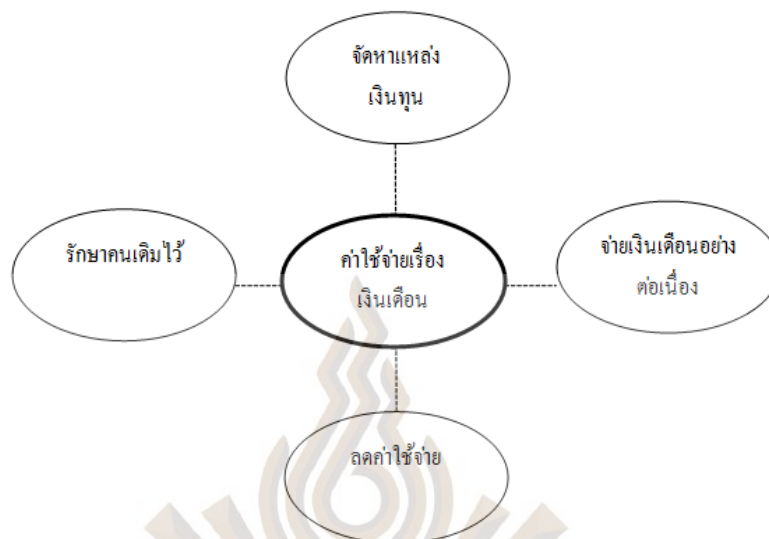 จัดหาแหล่ง
เงินทุน
รักษาคนเดิมไว้
ค่าใช้จ่ายเรื่อง
เงินเดือน
จ่ายเงินเดือนอย่าง
ต่อเนื่อง
ลดค่าใช้จ่าย